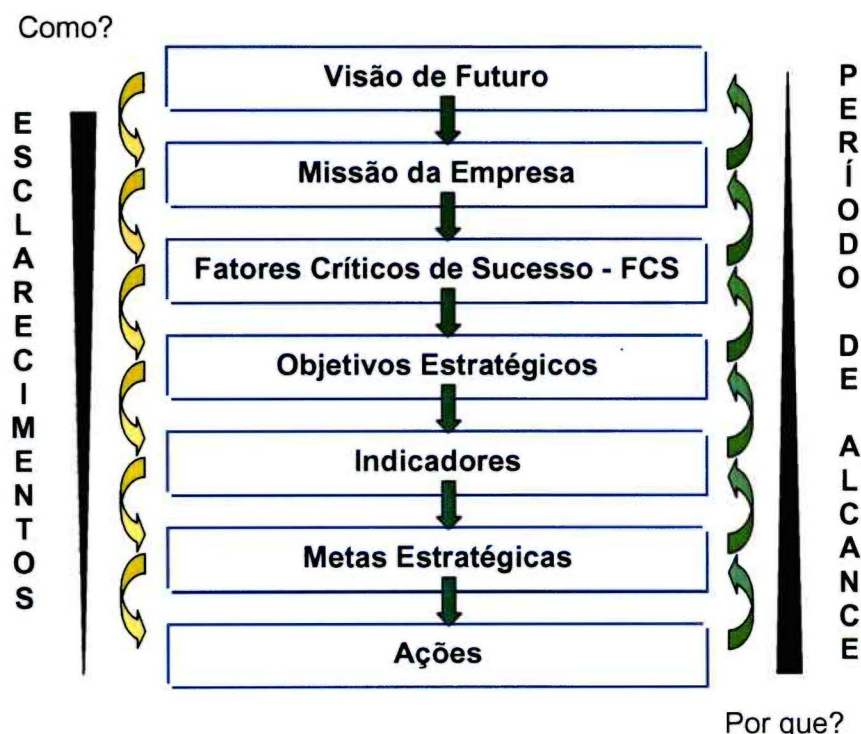 Como?
ESCLARECIMENTOS
Visão de Futuro
Missão da Empresa
Fatores Críticos de Sucesso - FCS
Objetivos Estratégicos
Indicadores
Metas Estratégicas
Ações
PERÍODO DE ALCANCE
Por que?